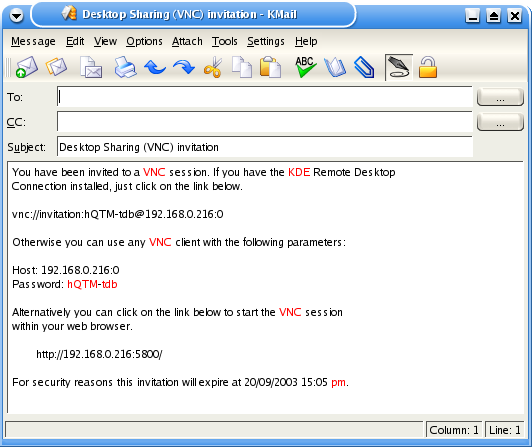 Desktop Sharing (VNC) invitation - KMail
Message Edit View Options Attach Tools Settings Help
ABC
To:
...
CC:
...
Subject: Desktop Sharing (VNC) invitation
You have been invited to a VNC session. If you have the KDE Remote Desktop
Connection installed, just click on the link below.
vnc://invitation:hQTM-tdb@192.168.0.216:0
Otherwise you can use any VNC client with the following parameters:
Host: 192.168.0.216:0
Password: hQTM-tdb
Alternatively you can click on the link below to start the VNC session
within your web browser.
http://192.168.0.216:5800/
For security reasons this invitation will expire at 20/09/2003 15:05 pm.
Column: 1 Line: 1